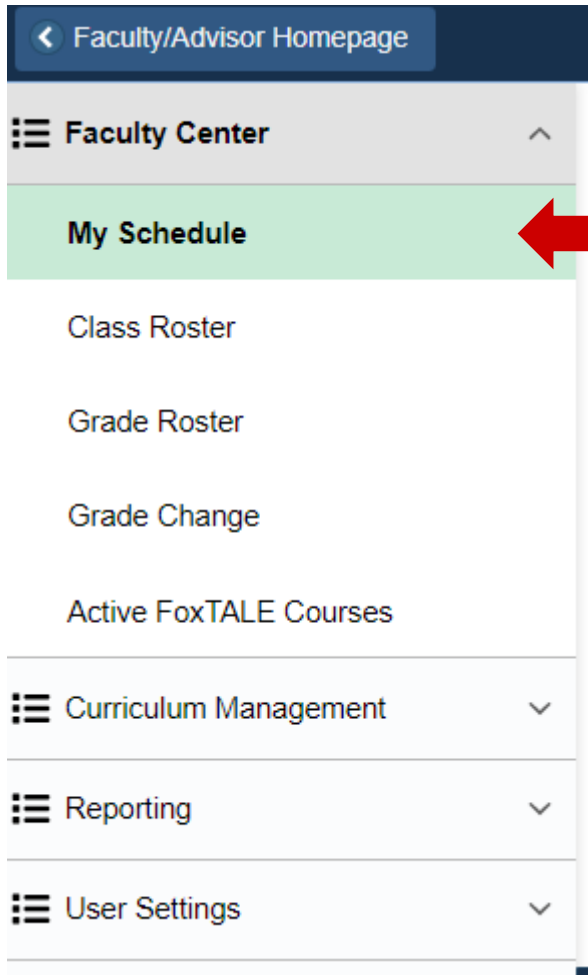 Faculty/Advisor Homepage
Faculty Center
My Schedule
Class Roster
Grade Roster
Grade Change
Active FoxTALE Courses
Curriculum Management
Reporting
User Settings